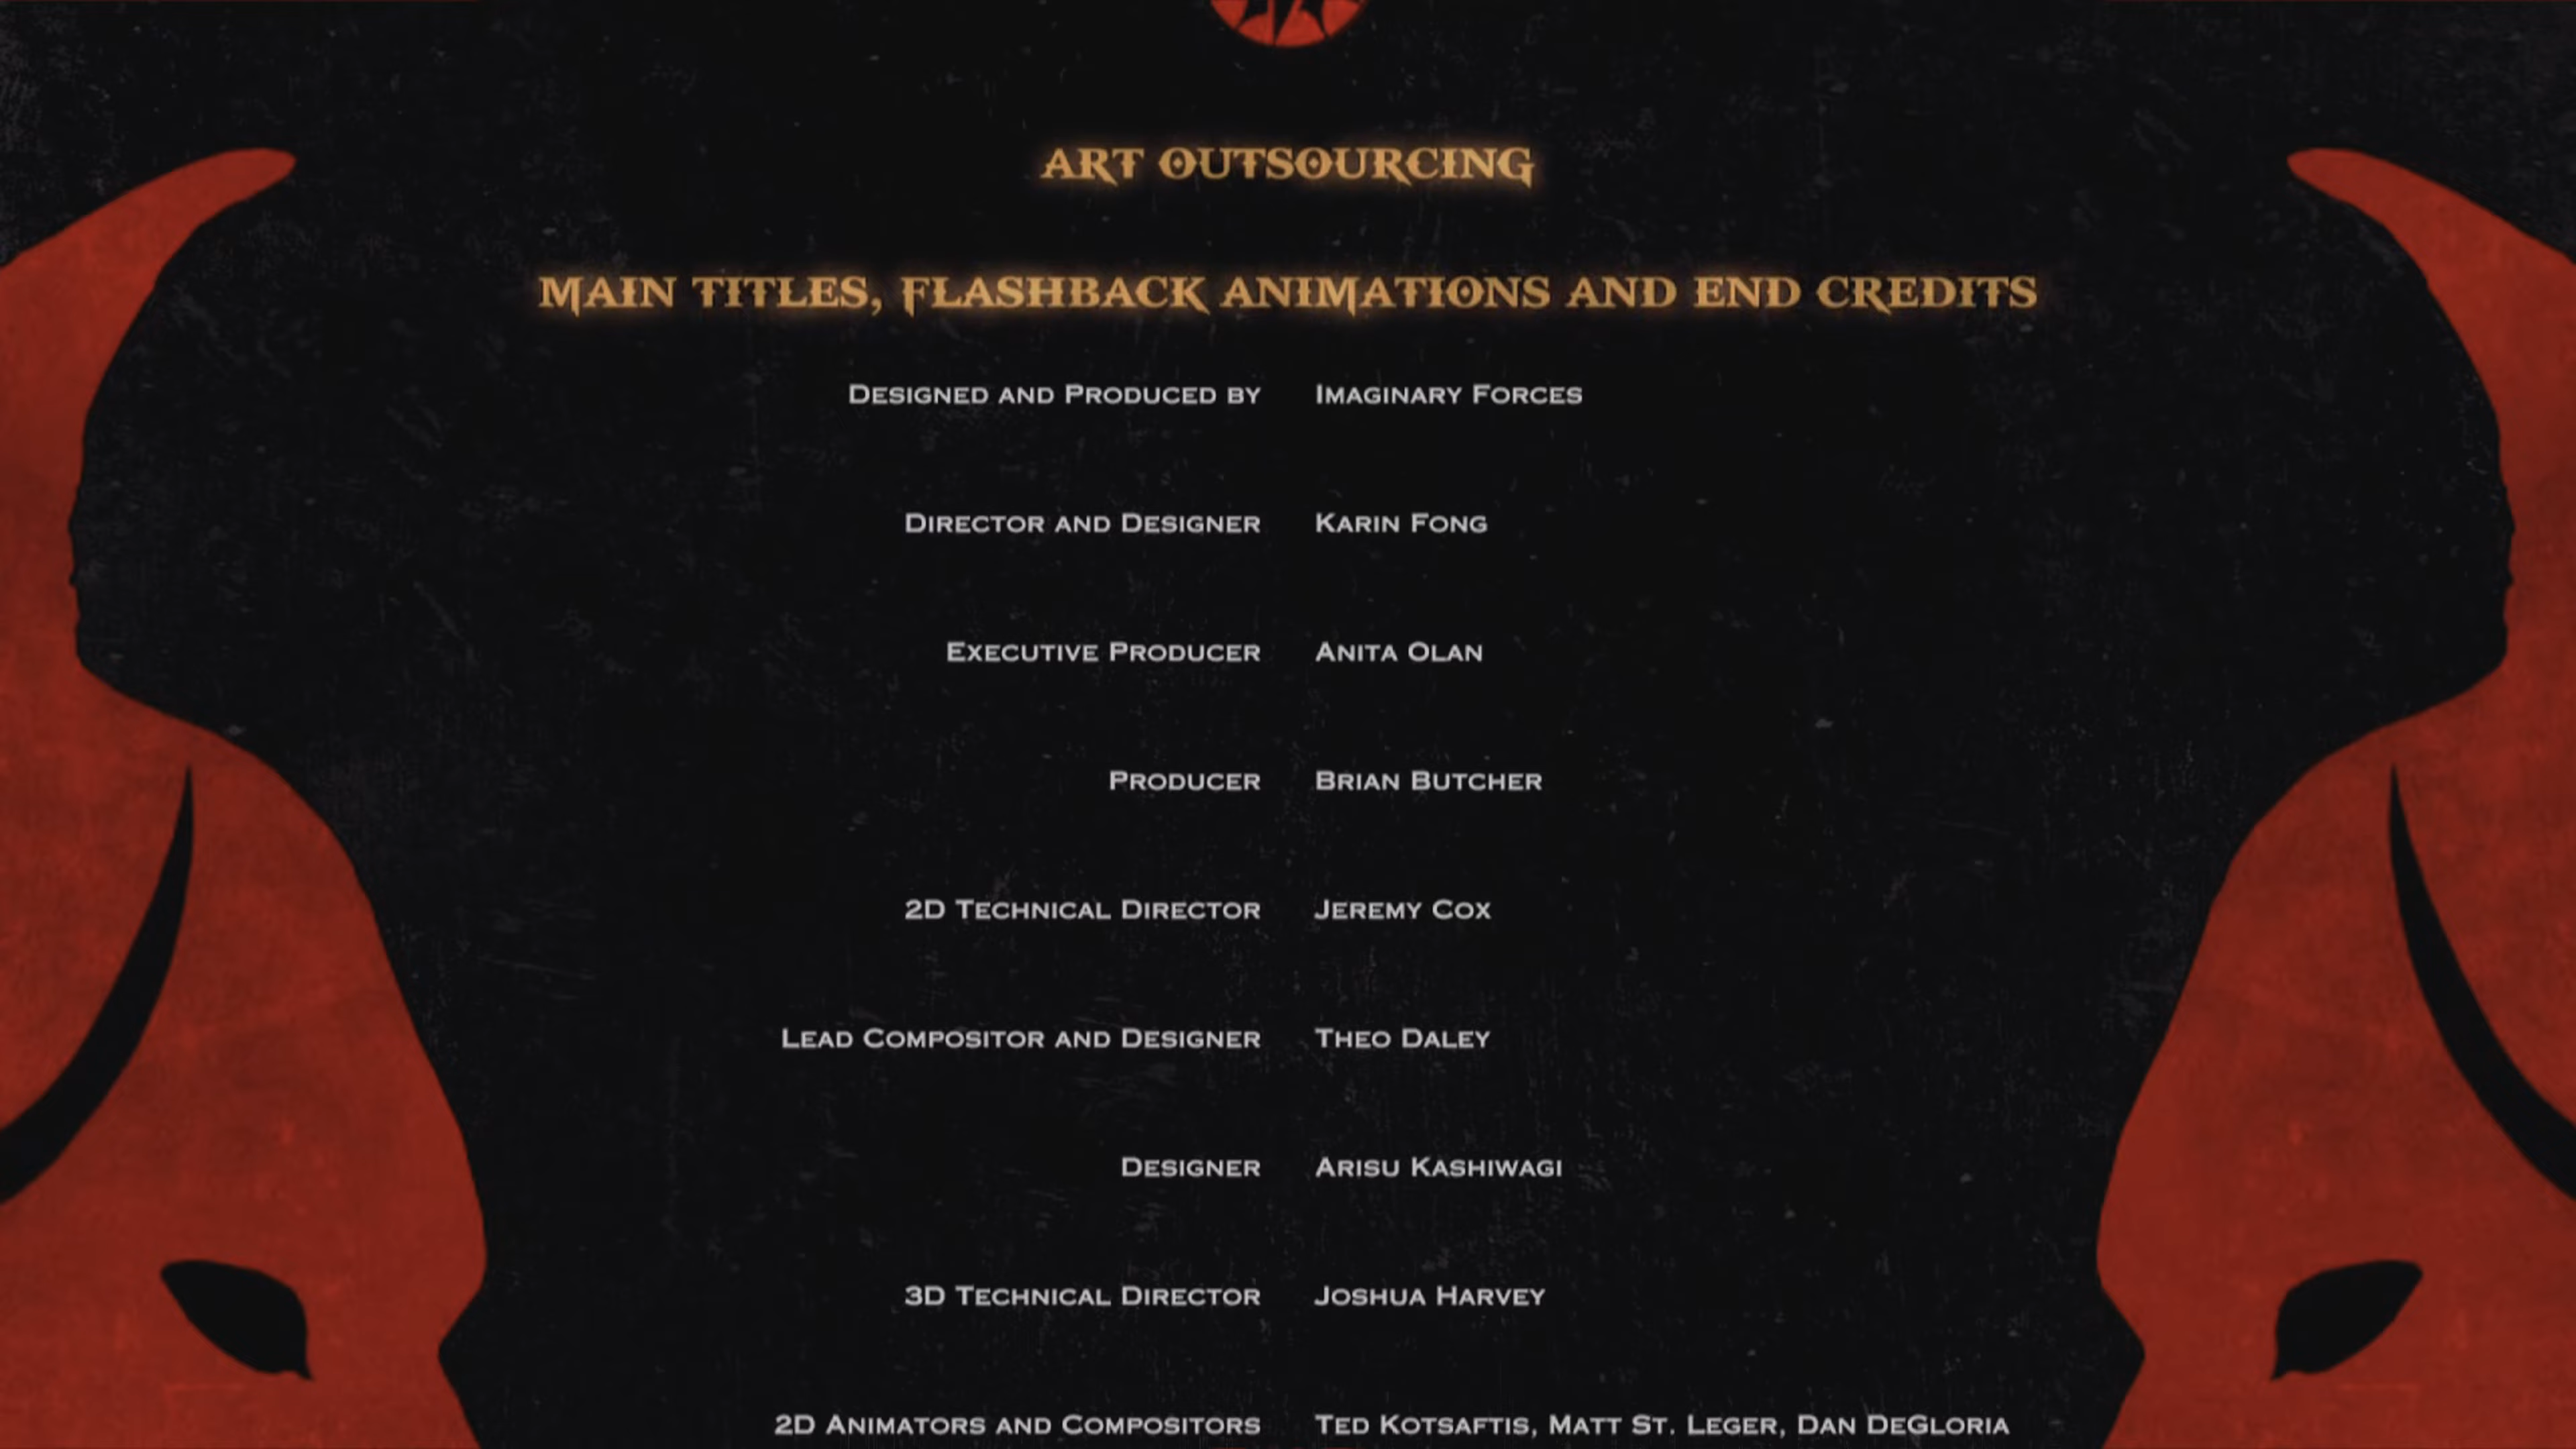 ART OUTSOURCING
MAIN TITLES, FLASHBACK ANIMATIONS AND END CREDITS
DESIGNED AND PRODUCED BY IMAGINARY FORCES
DIRECTOR AND DESIGNER KARIN FONG
EXECUTIVE PRODUCER ANITA OLAN
PRODUCER BRIAN BUTCHER
2D TECHNICAL DIRECTOR JEREMY COX
LEAD COMPOSITOR AND DESIGNER THEO DALEY
DESIGNER ARISU KASHIWAGI
3D TECHNICAL DIRECTOR JOSHUA HARVEY
2D ANIMATORS AND COMPOSITORS TED KOTSAFTIS, MATT ST. LEGER, DAN DEGLORIA